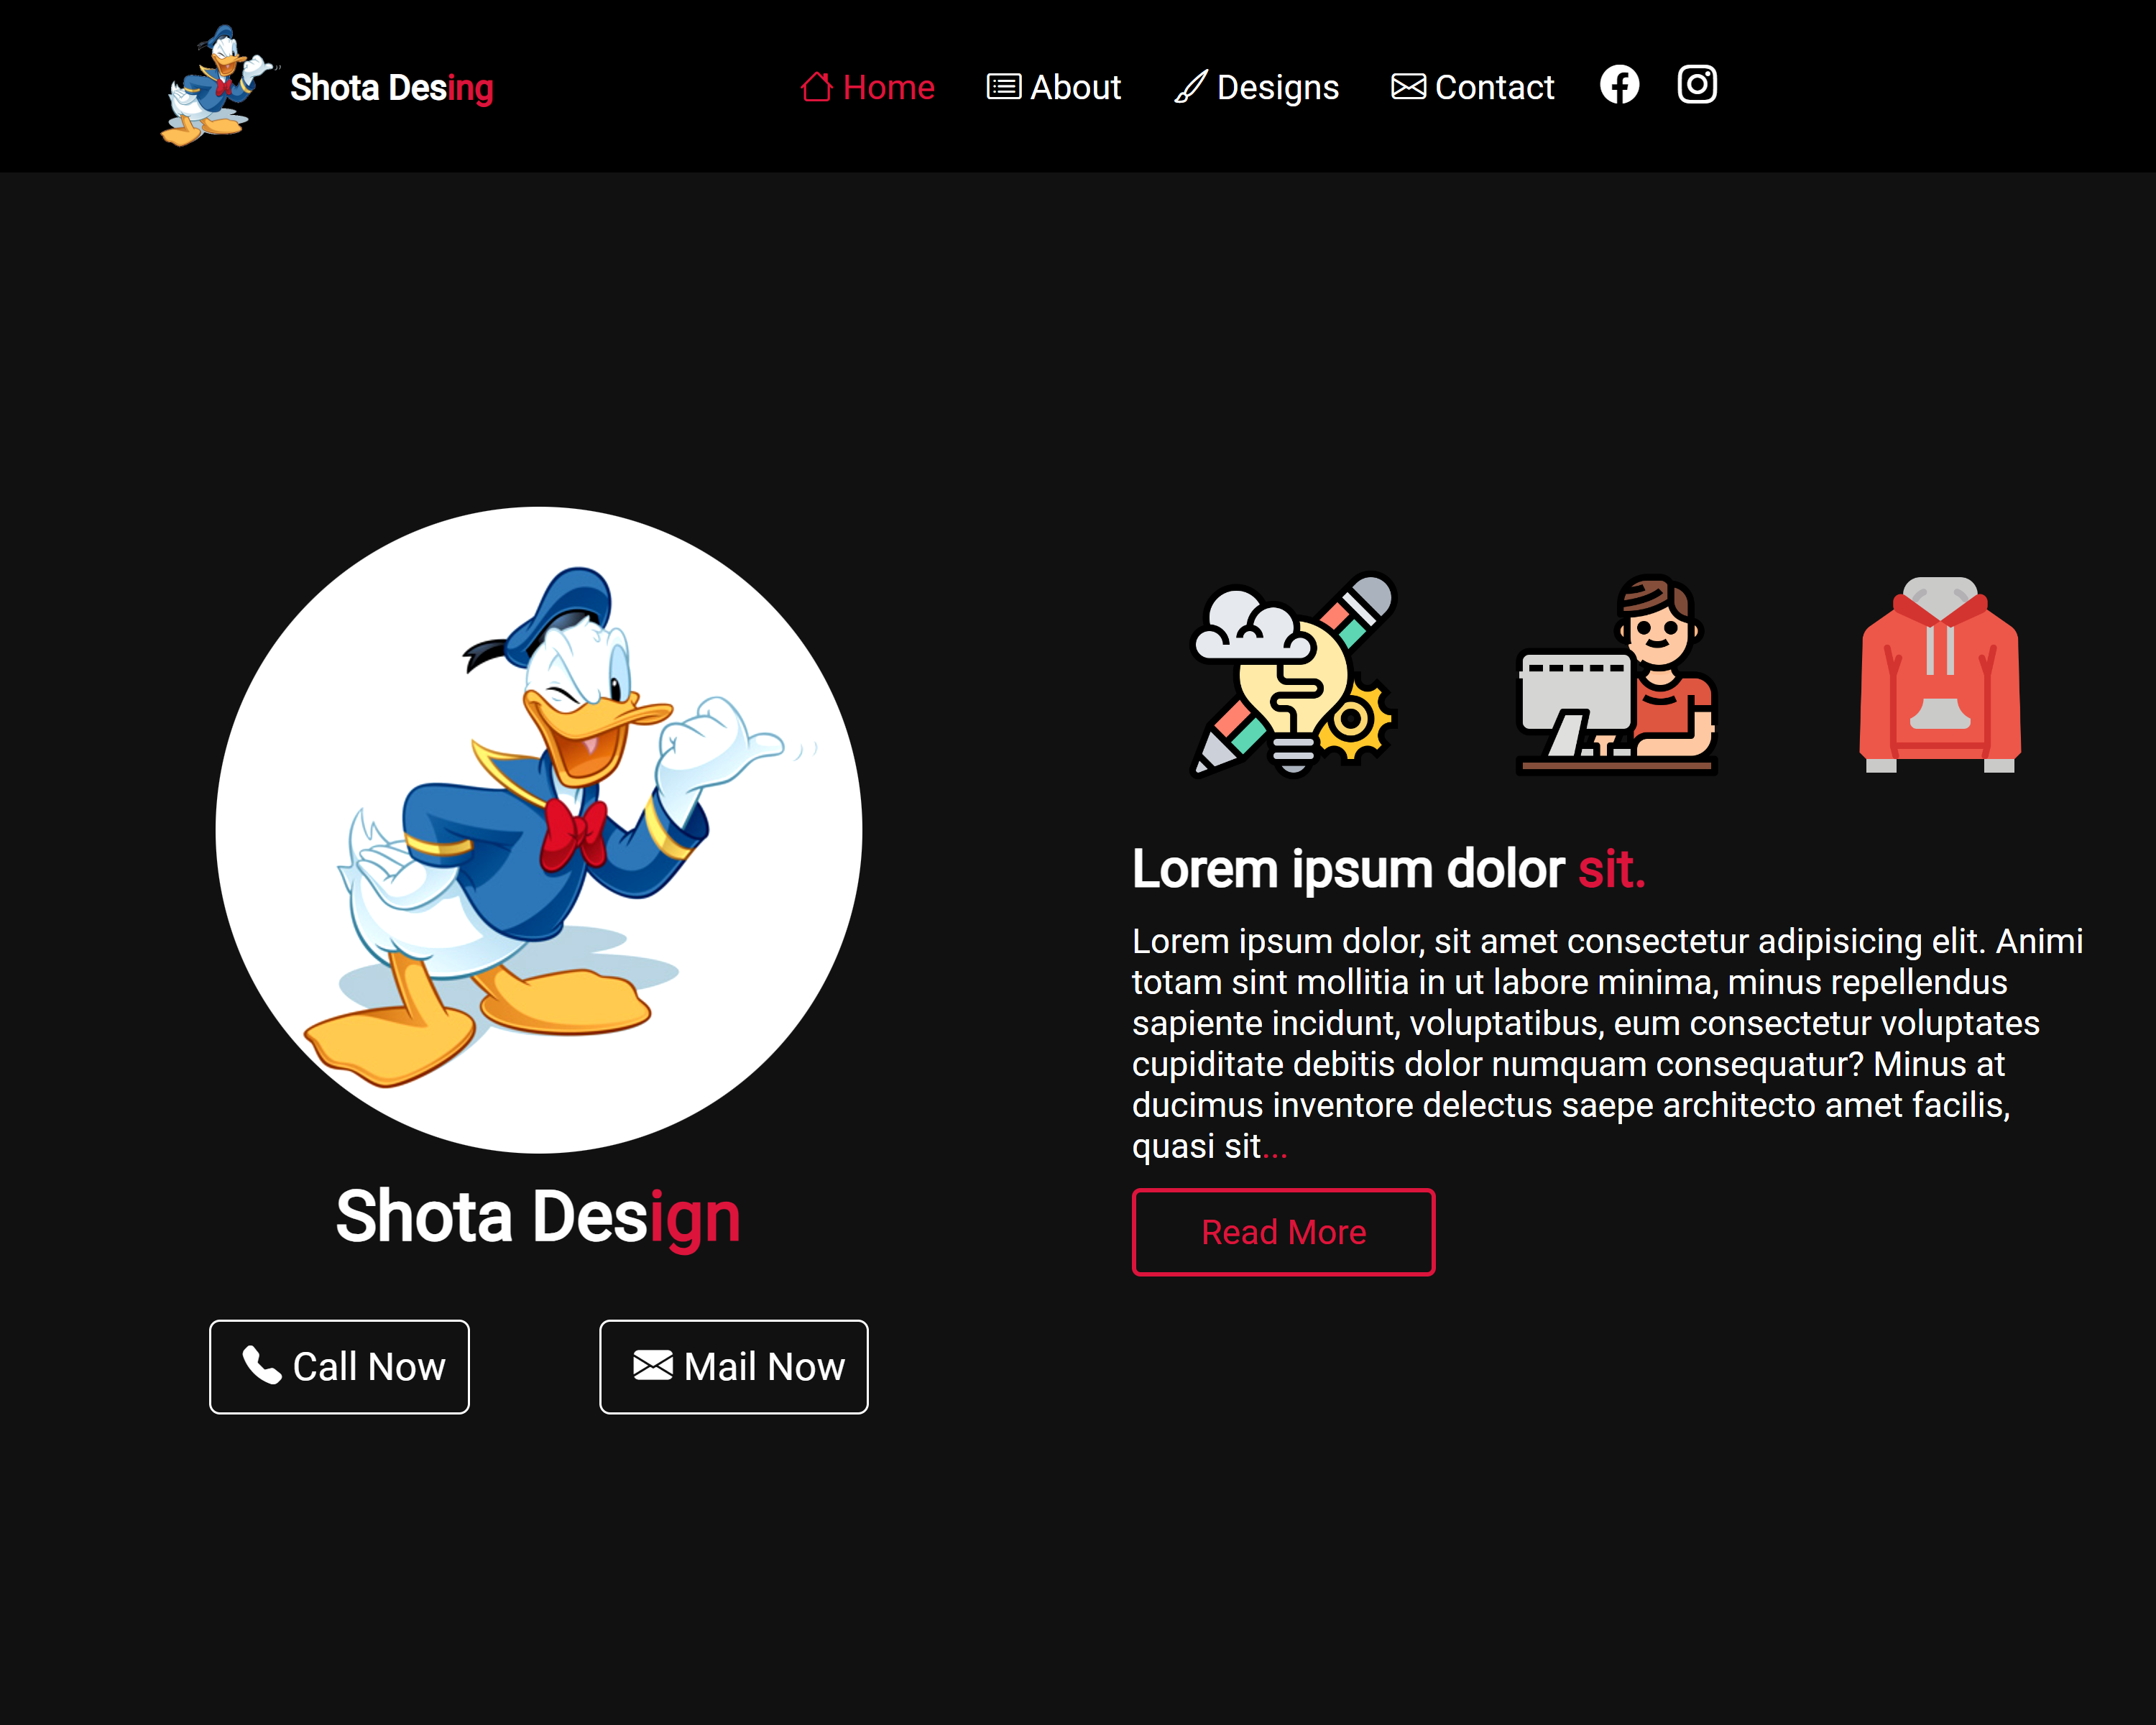 Shota Desing
Home
About
Designs
Contact
Shota Design
Call Now
Mail Now
Lorem ipsum dolor sit.
Lorem ipsum dolor, sit amet consectetur adipisicing elit. Animi
totam sint mollitia in ut labore minima, minus repellendus
sapiente incidunt, voluptatibus, eum consectetur voluptates
cupiditate debitis dolor numquam consequatur? Minus at
ducimus inventore delectus saepe architecto amet facilis,
quasi sit...
Read More